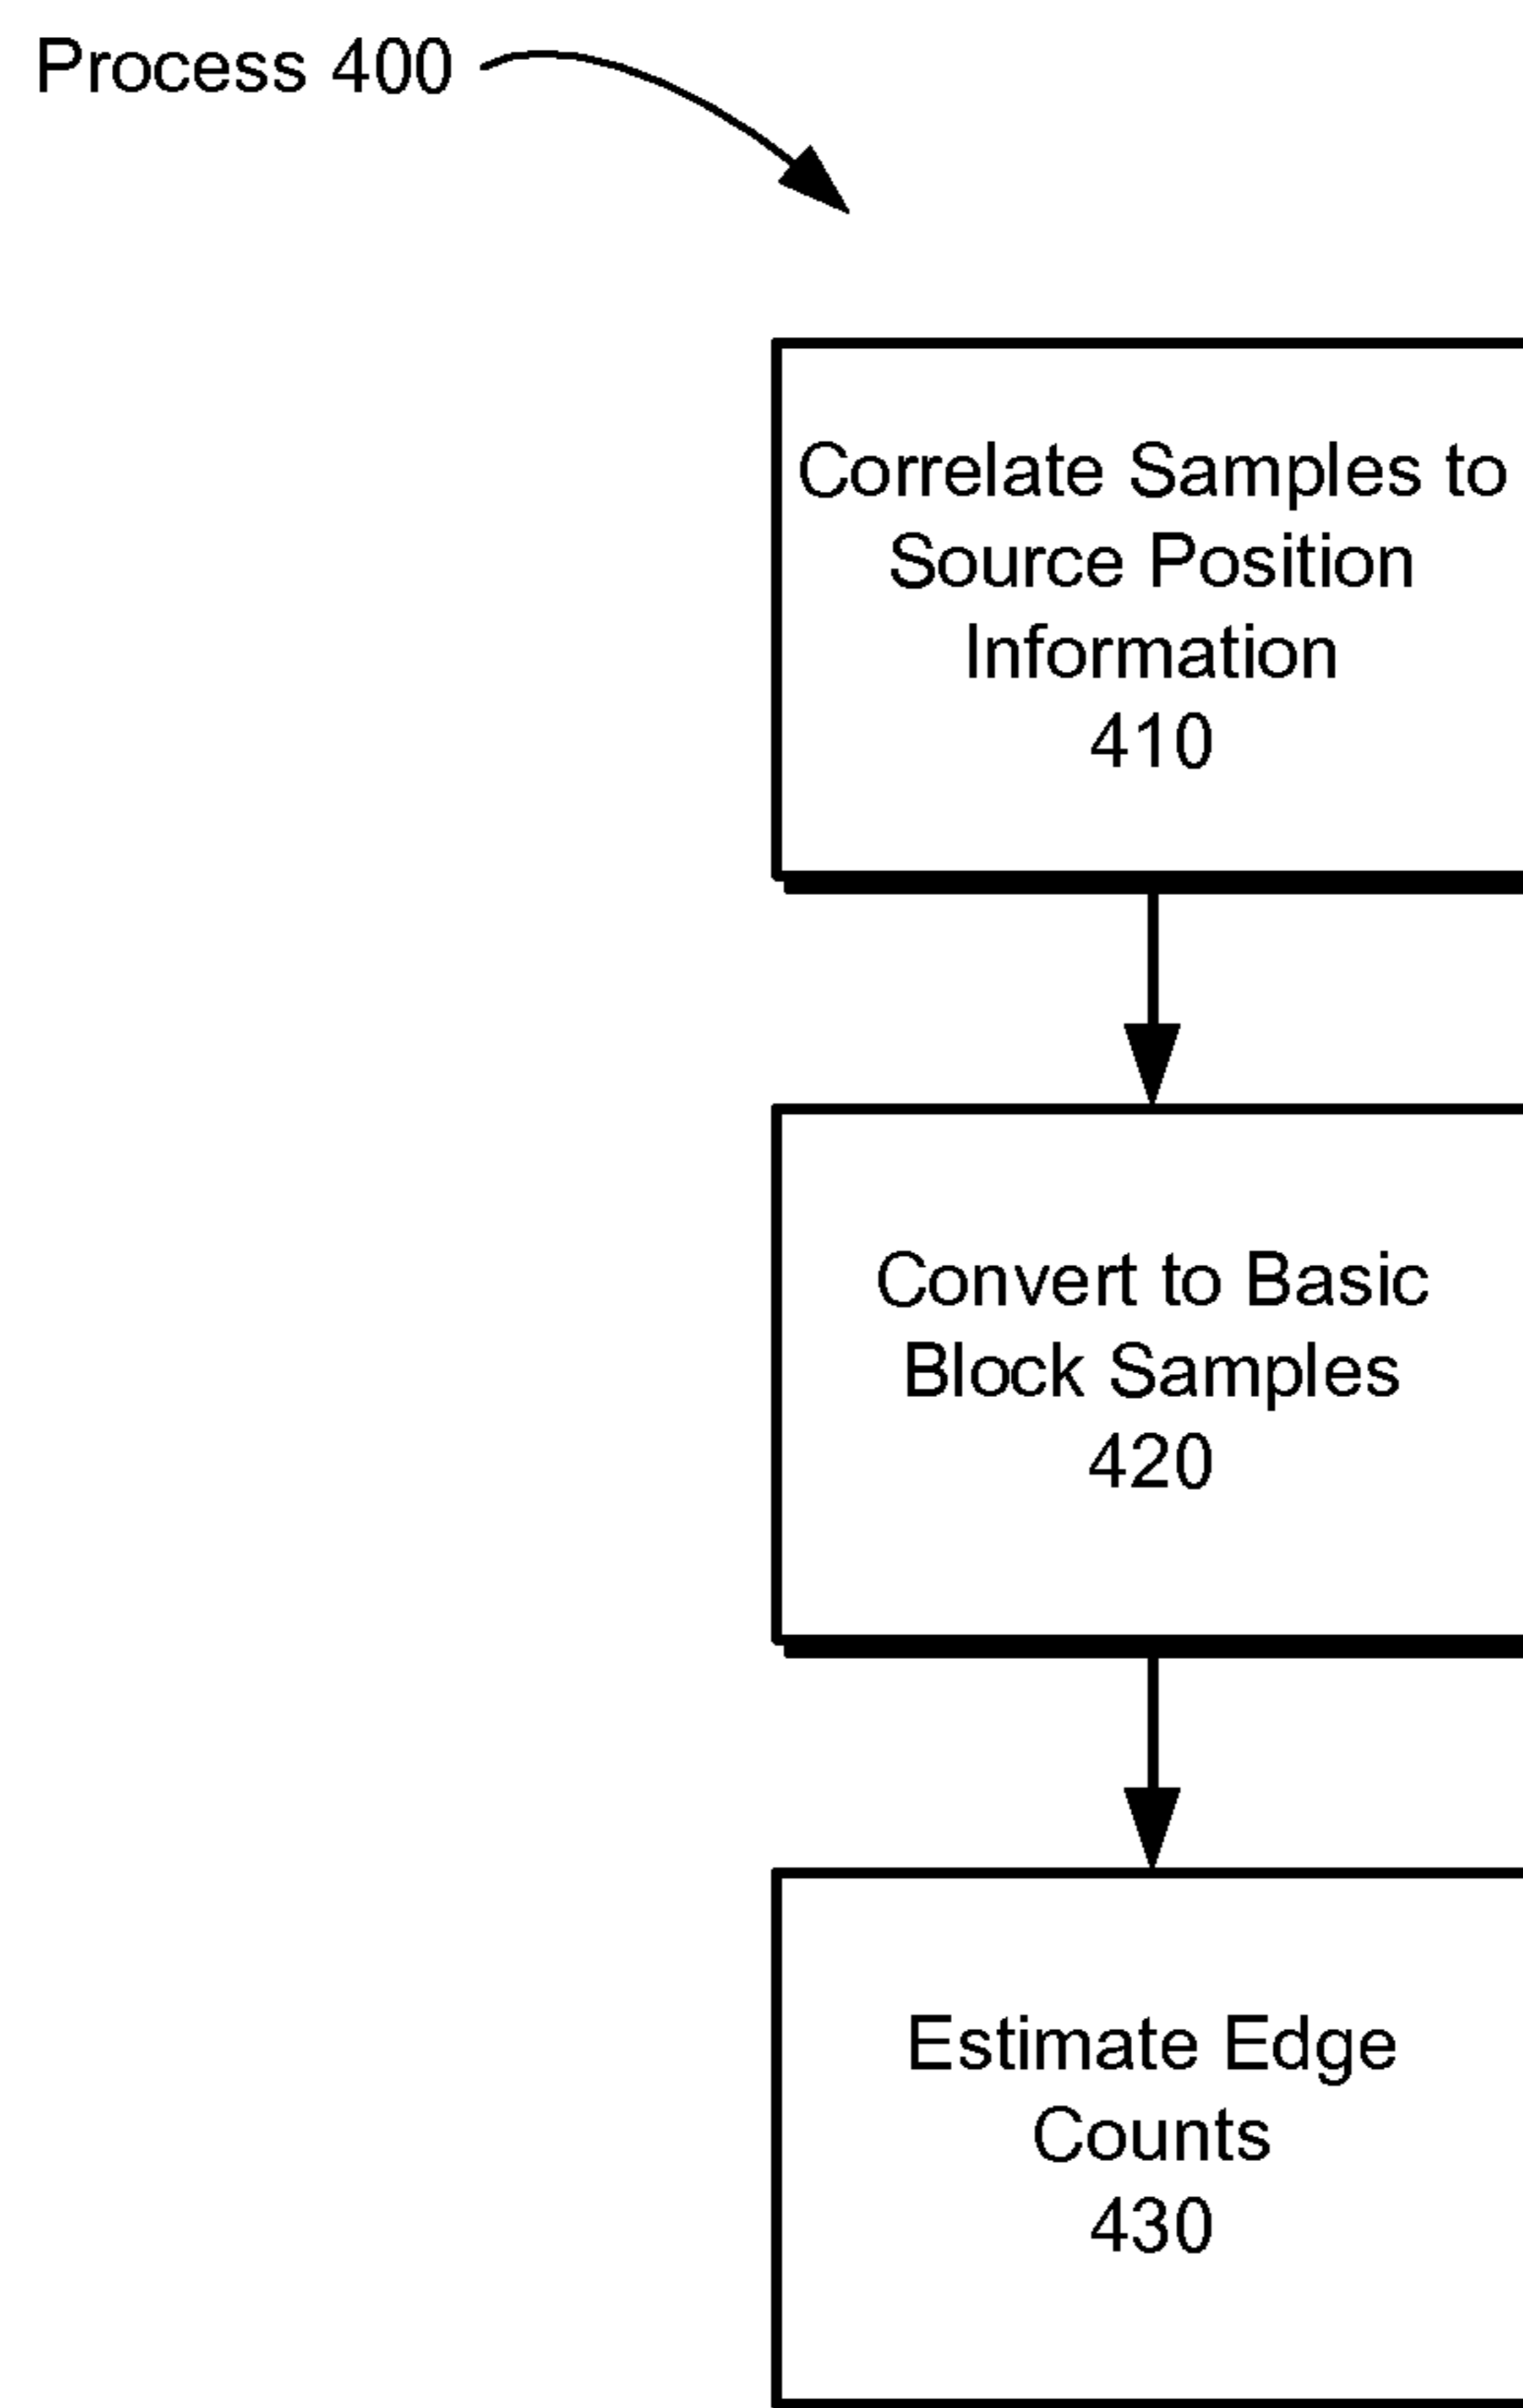 Process 400
Correlate Samples to
Source Position
Information
410
Convert to Basic
Block Samples
420
Estimate Edge
Counts
430